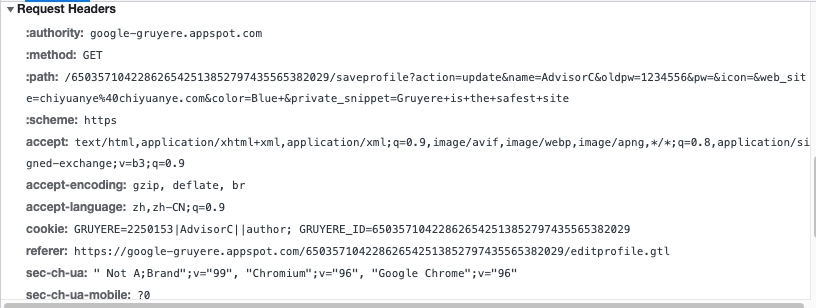 Request Headers
:authority: google-gruyere.appspot.com
:method: GET
:path: /650357104228626542513852797435565382029/saveprofile?action=update&name=AdvisorC&oldpw=1234556&pw=&icon=&web_sit
e=chiyuanye%40chiyuanye.com&color=Blue+&private_snippet=Gruyere+is+the+safest+site
:scheme: https
accept: text/html,application/xhtml+xml,application/xml;q=0.9,image/avif,image/webp,image/apng,*/*;q=0.8,application/si
gned-exchange;v=b3;q=0.9
accept-encoding: gzip, deflate, br
accept-language: zh,zh-CN;q=0.9
cookie: GRUYERE=2250153|AdvisorC||author; GRUYERE_ID=650357104228626542513852797435565382029
referer: https://google-gruyere.appspot.com/650357104228626542513852797435565382029/editprofile.gtl
sec-ch-ua: " Not A;Brand";v="99", "Chromium";v="96", "Google Chrome";v="96"
sec-ch-ua-mobile: ?0